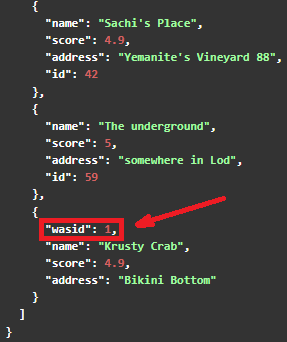 {
"name": "Sachi's Place",
"score": 4.9,
"address": "Yemanite's Vineyard 88",
"id": 42
},
{
"name": "The underground",
"score": 5,
"address": "somewhere in Lod",
"id": 59
},
{
"wasid": 1,
"name": "Krusty Crab",
"score": 4.9,
"address": "Bikini Bottom"
}
]
}